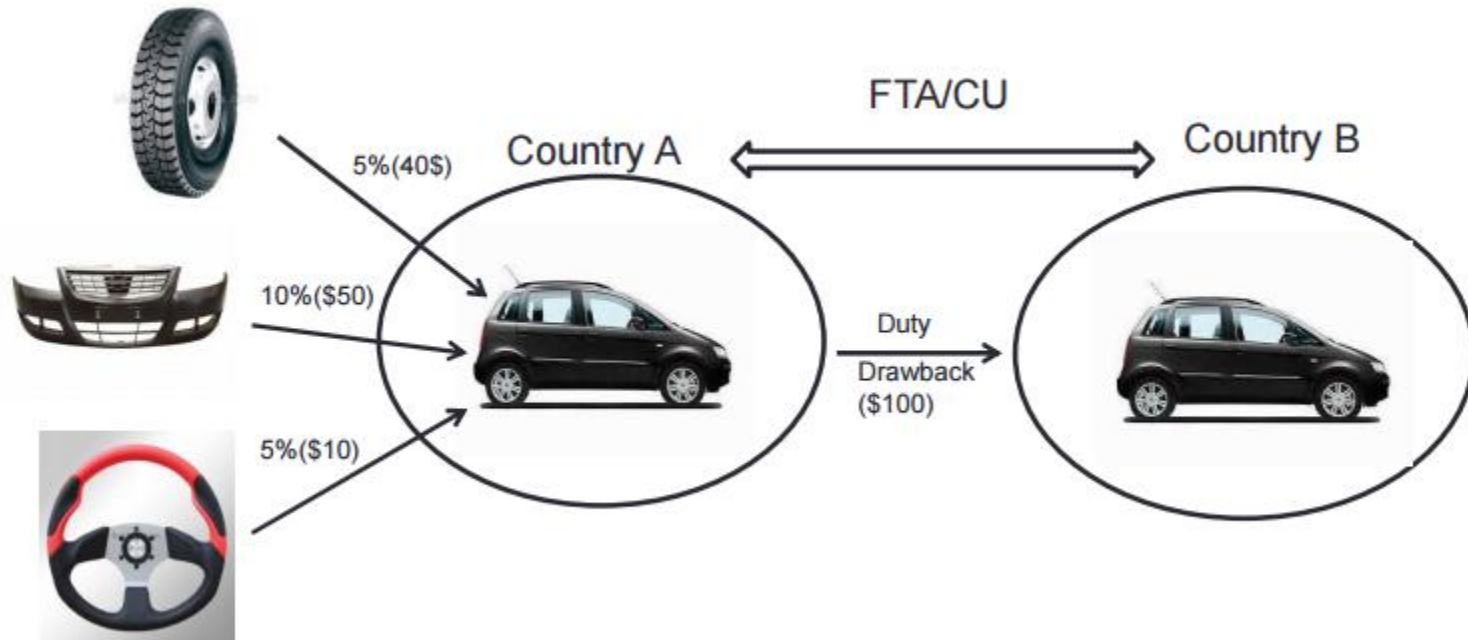 FTA/CU
Country A
Country B
5%(40$)
10%($50)
5%($10)
Duty
Drawback
($100)